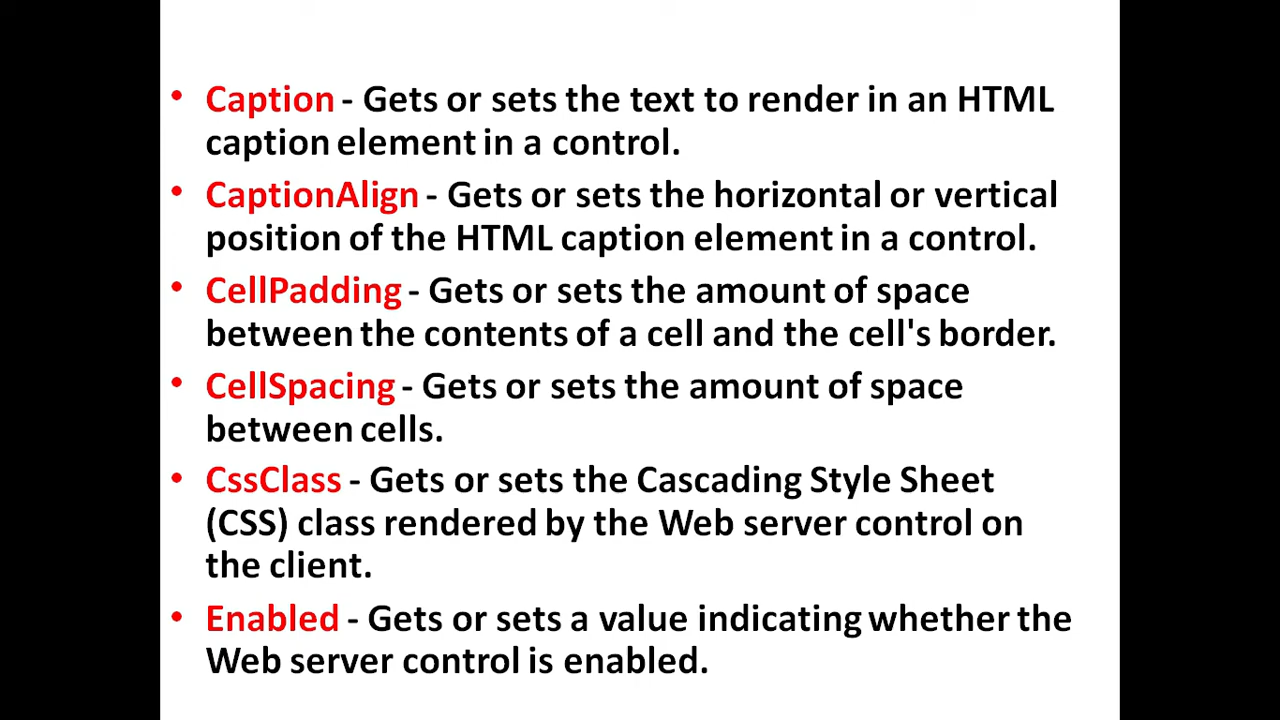 • Caption - Gets or sets the text to render in an HTML
caption element in a control.
• CaptionAlign - Gets or sets the horizontal or vertical
position of the HTML caption element in a control.
• CellPadding - Gets or sets the amount of space
between the contents of a cell and the cell's border.
• CellSpacing - Gets or sets the amount of space
between cells.
• CssClass - Gets or sets the Cascading Style Sheet
(CSS) class rendered by the Web server control on
the client.
• Enabled - Gets or sets a value indicating whether the
Web server control is enabled.